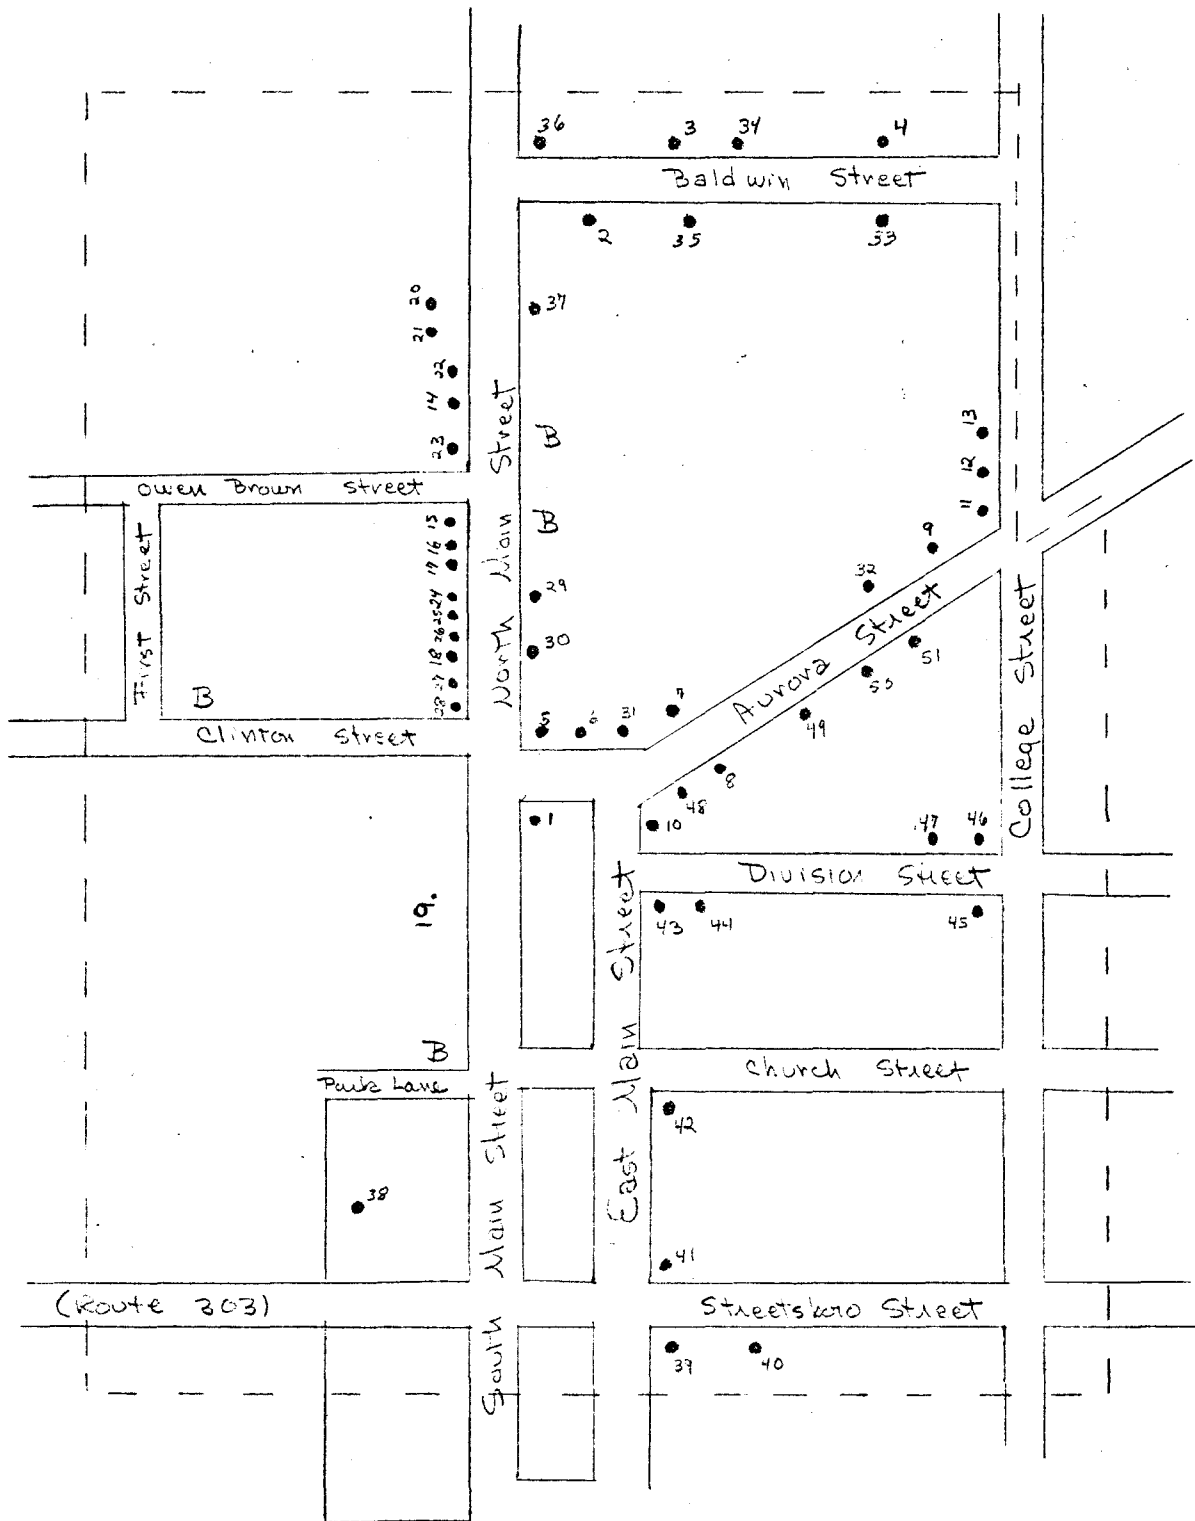 36
3
34
4
Baldwin Street
2
35
33
20
21
37
22
14
23
13
12
11
B
B
North Main Street
Owen Brown Street
First Street
15
16
17
24
25
26
18
27
28
B
Clinton Street
29
30
5
6
31
7
9
32
Aurora Street
51
50
49
8
48
10
College Street
1
47
46
Division Street
19.
43
44
45
East Main Street
B
Park Lane
Church Street
South Main Street
42
38
41
(Route 303)
Streetsboro Street
39
40